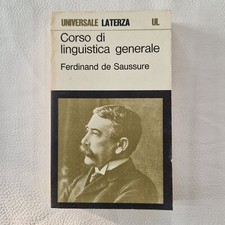 UNIVERSALE LATERZA UL
Corso di
linguistica generale
Ferdinand de Saussure